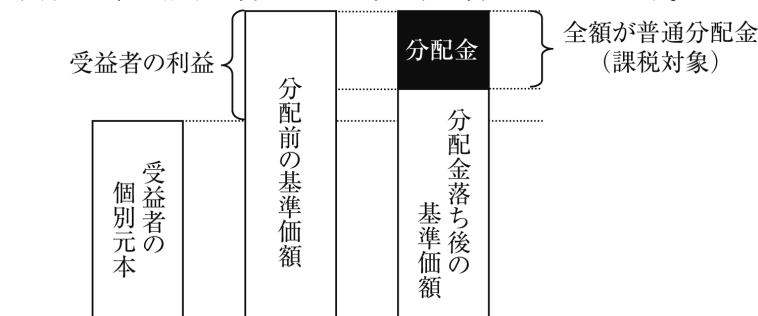 受益者の利益
分配金
全額が普通分配金
（課税対象）
分配前の基準価額
分配金落ち後の
基準価額
受益者の
個別元本